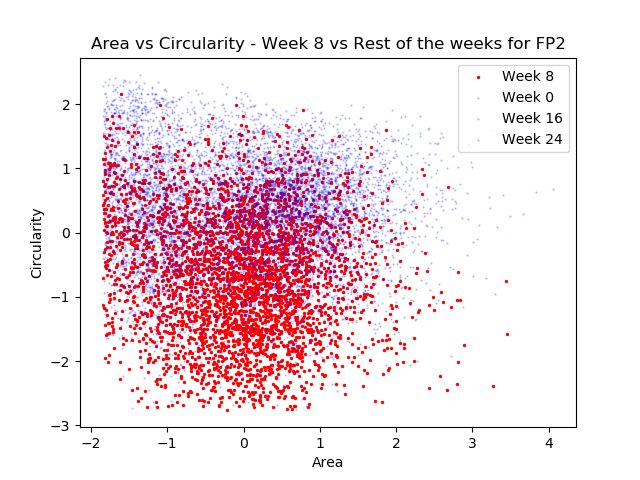 Area vs Circularity - Week 8 vs Rest of the weeks for FP2
Week 8
Week 0
Week 16
Week 24
Circularity
2
1
0
−1
−2
−3
−2
−1
0
1
2
3
4
Area